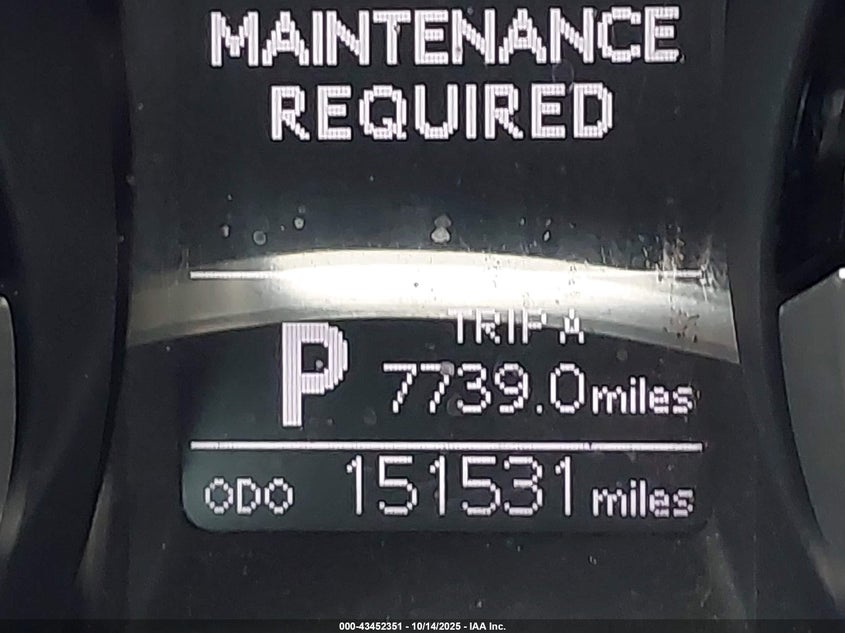 MAINTENANCE
REQUIRED
TRIP A
P 7739.0 miles
ODO 151531 miles
000-43452351 - 10/14/2025 - IAA Inc.